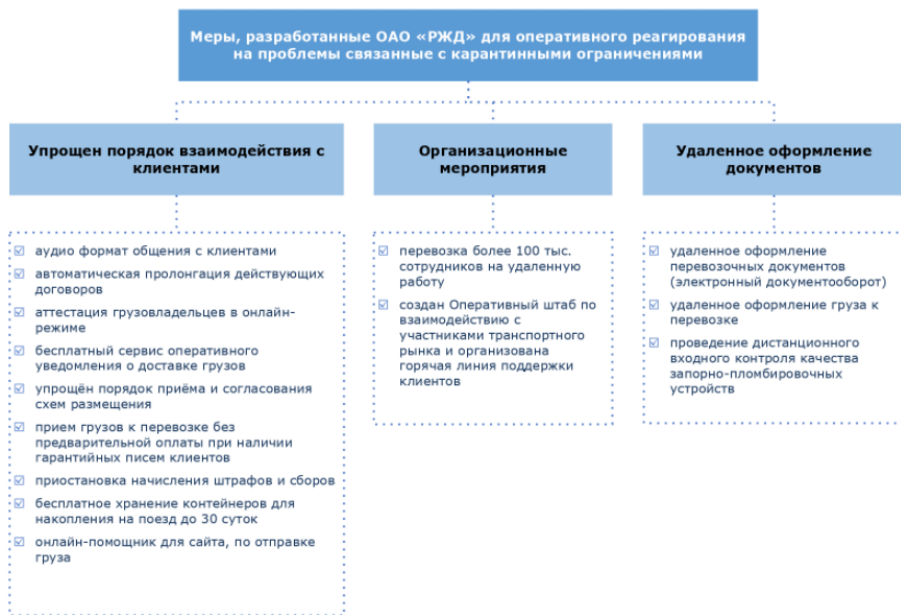 Меры, разработанные ОАО «РЖД» для оперативного реагирования
на проблемы связанные с карантинными ограничениями
Упрощен порядок взаимодействия с
клиентами
аудио формат общения с клиентами
автоматическая пролонгация действующих
договоров
аттестация грузовладельцев в онлайн-
режиме
бесплатный сервис оперативного
уведомления о доставке грузов
упрощён порядок приёма и согласования
схем размещения
прием грузов к перевозке без
предварительной оплаты при наличии
гарантийных писем клиентов
приостановка начисления штрафов и сборов
бесплатное хранение контейнеров для
накопления на поезд до 30 суток
онлайн-помощник для сайта, по отправке
груза
Организационные
мероприятия
перевозка более 100 тыс.
сотрудников на удаленную
работу
создан Оперативный штаб по
взаимодействию с
участниками транспортного
рынка и организована
горячая линия поддержки
клиентов
Удаленное оформление
документов
удаленное оформление
перевозочных документов
(электронный документооборот)
удаленное оформление груза к
перевозке
проведение дистанционного
входного контроля качества
запорно-пломбировочных
устройств